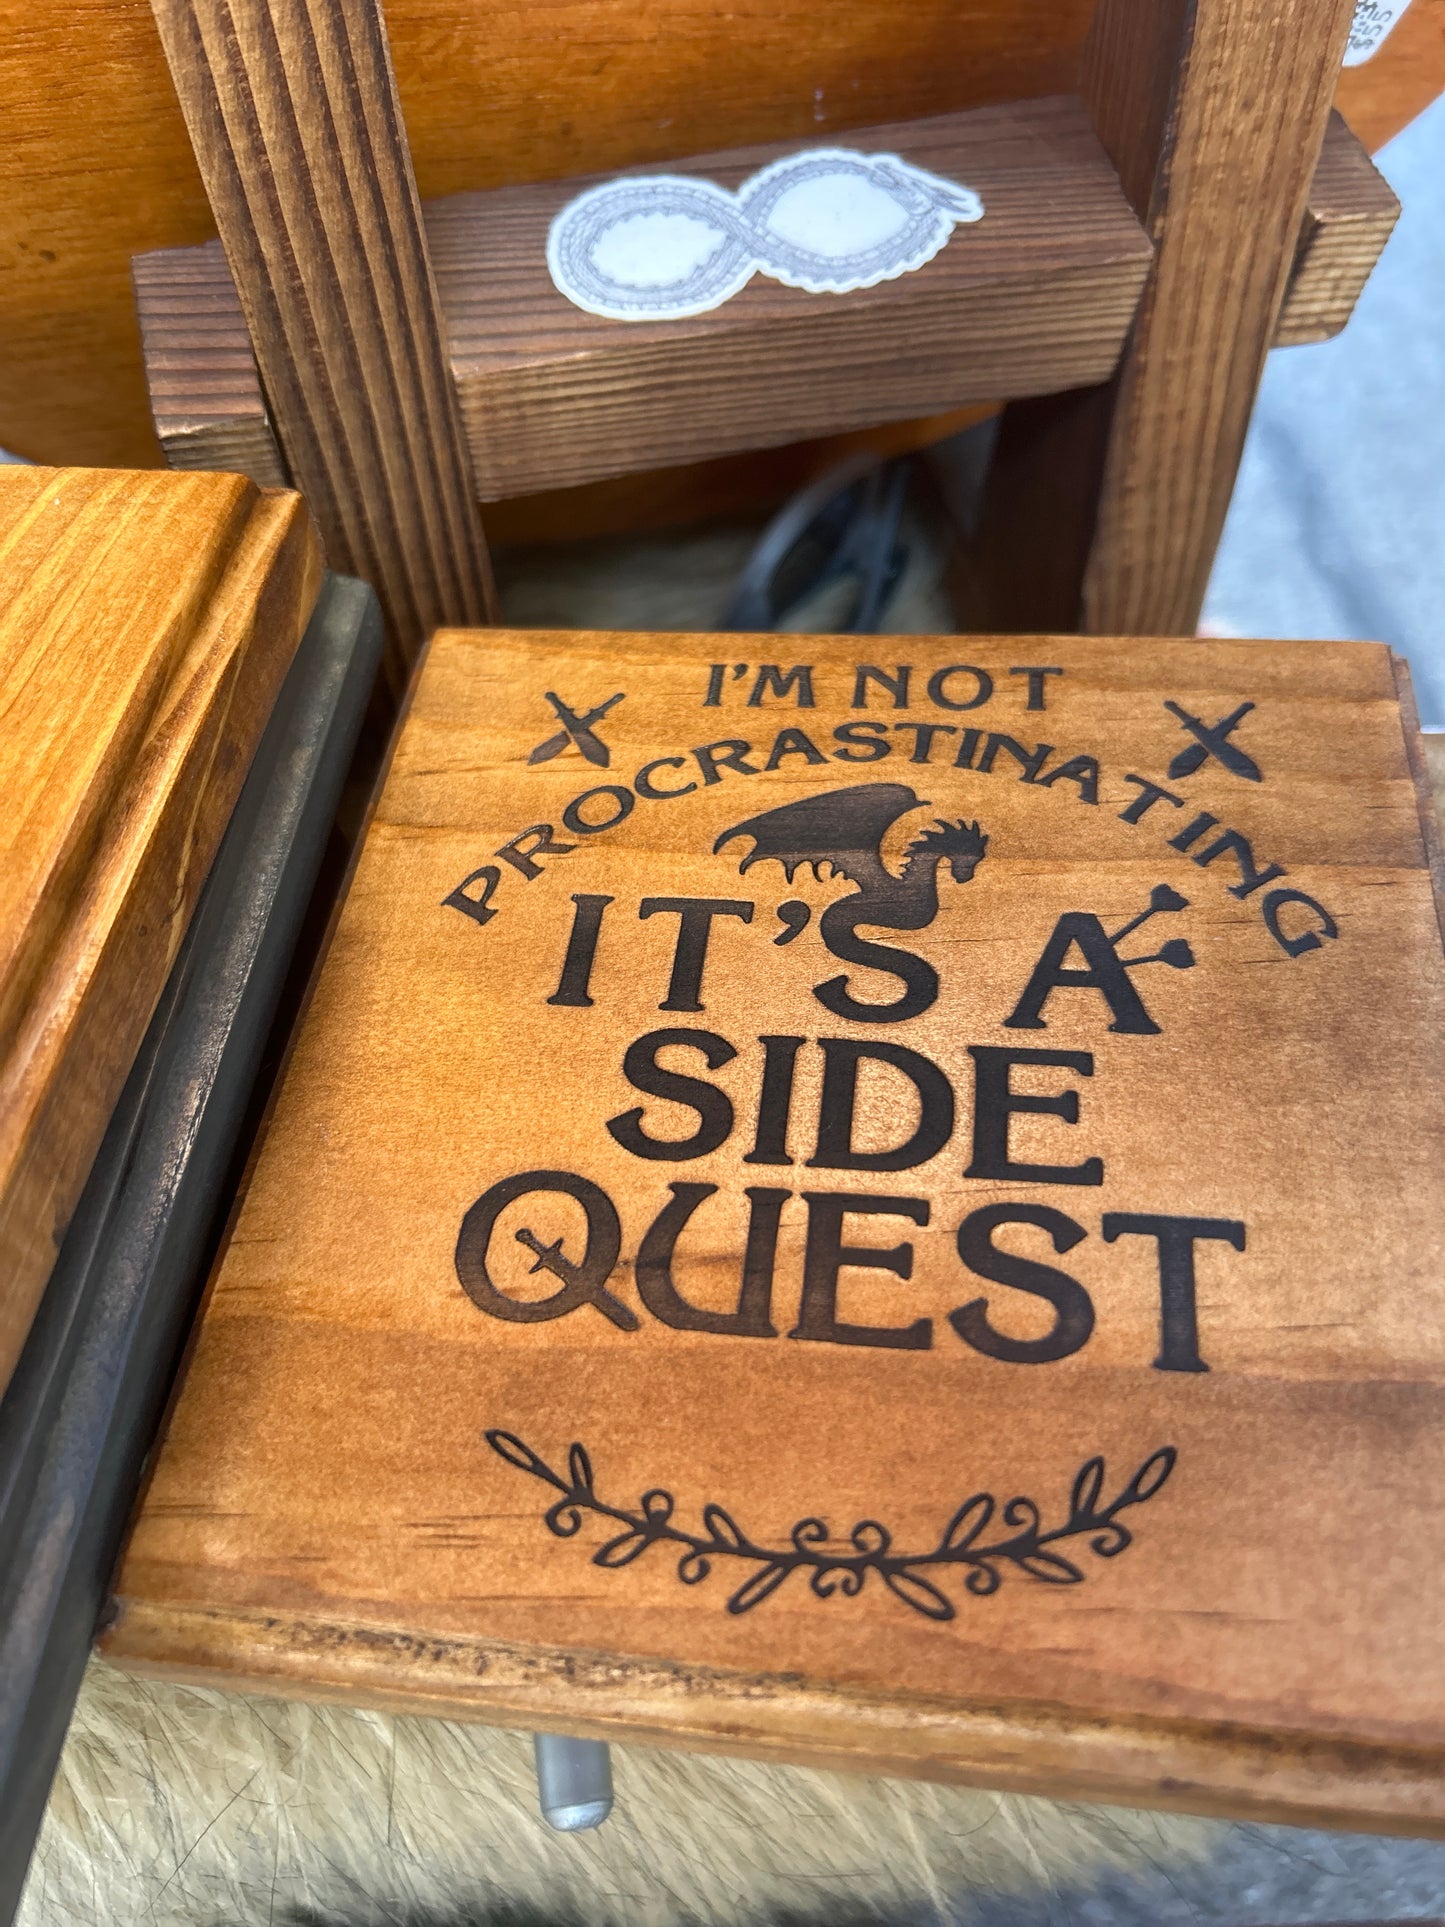 I'M NOT
PROCRASTINATING
IT'S A
SIDE
QUEST